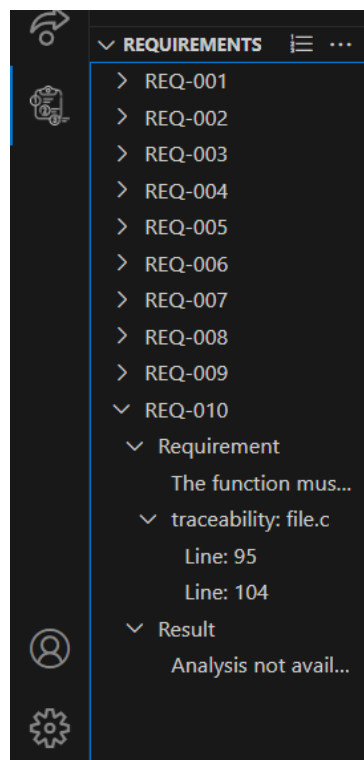 REQUIREMENTS
REQ-001
REQ-002
REQ-003
REQ-004
REQ-005
REQ-006
REQ-007
REQ-008
REQ-009
REQ-010
Requirement
The function mus...
traceability: file.c
Line: 95
Line: 104
Result
Analysis not avail...